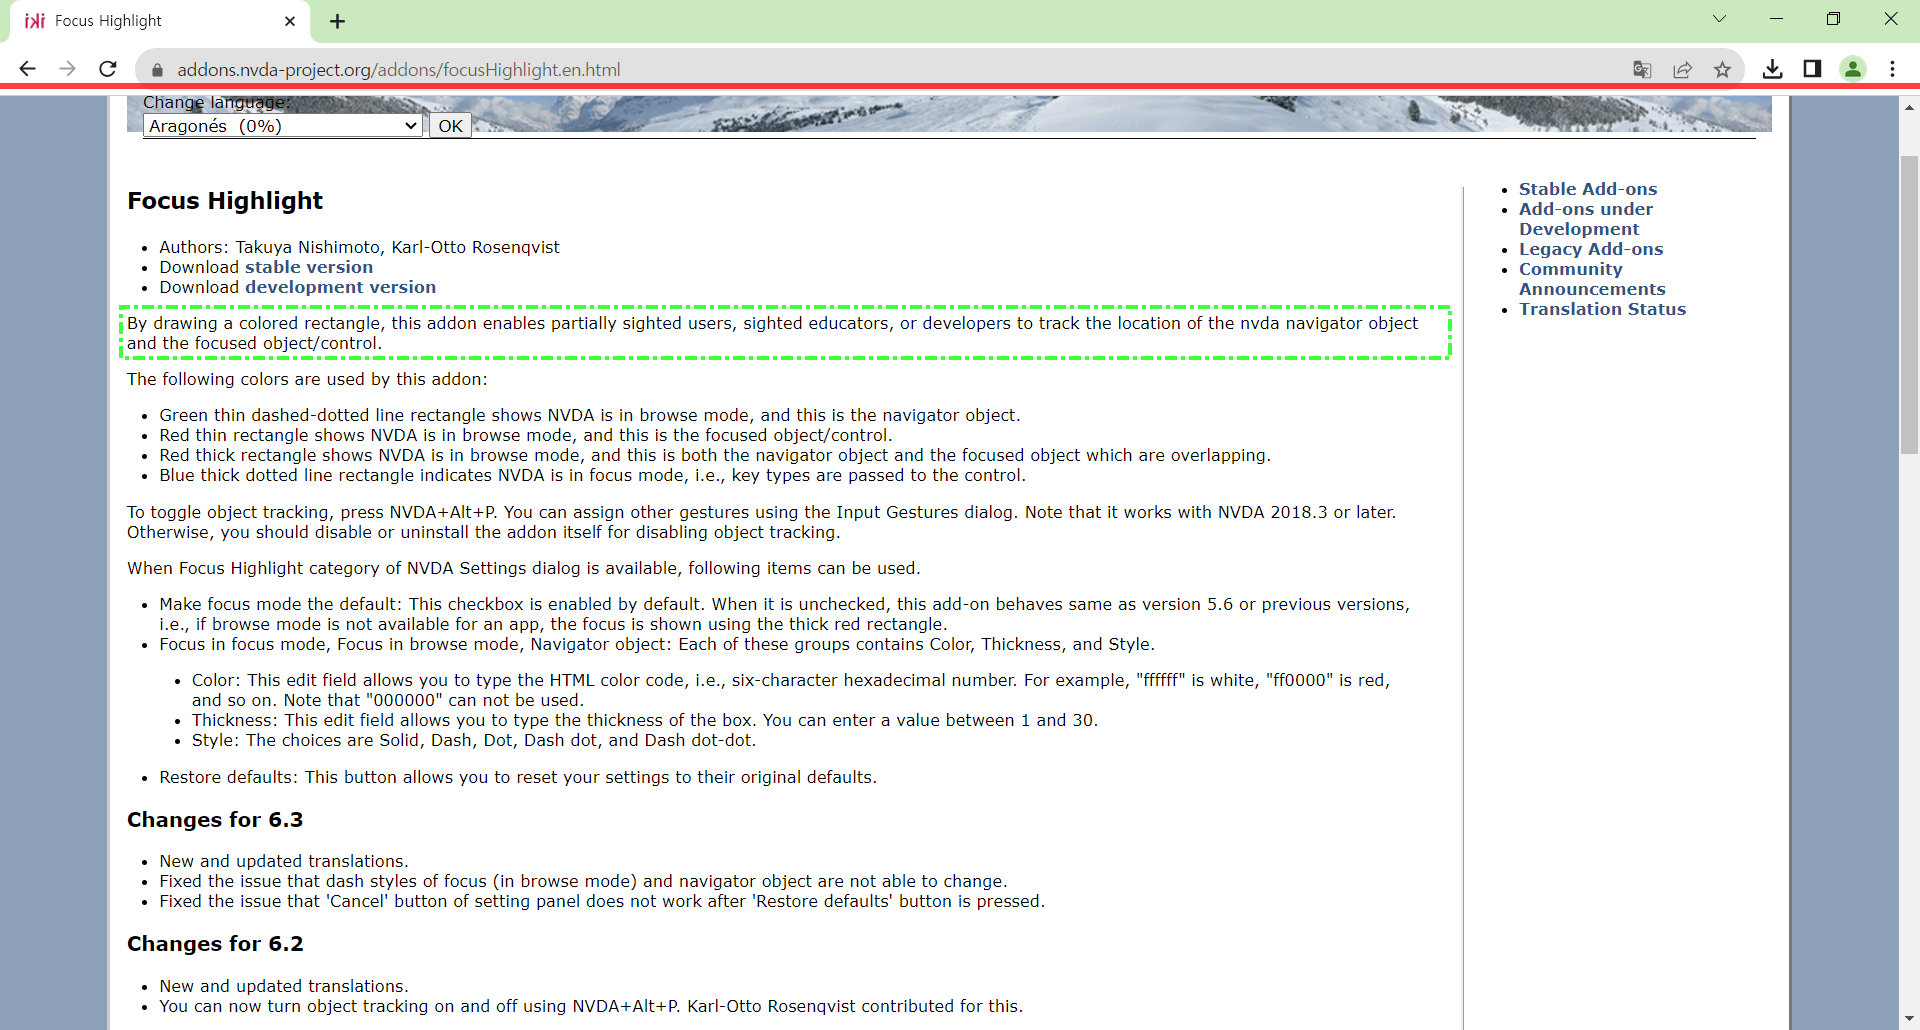 Focus Highlight
addons.nvda-project.org/addons/focusHighlight.en.html
Change language:
Aragonés (0%)
OK
Focus Highlight
Authors: Takuya Nishimoto, Karl-Otto Rosenqvist
Download stable version
Download development version
By drawing a colored rectangle, this addon enables partially sighted users, sighted educators, or developers to track the location of the nvda navigator object
and the focused object/control.
The following colors are used by this addon:
Green thin dashed-dotted line rectangle shows NVDA is in browse mode, and this is the navigator object.
Red thin rectangle shows NVDA is in browse mode, and this is the focused object/control.
Red thick rectangle shows NVDA is in browse mode, and this is both the navigator object and the focused object which are overlapping.
Blue thick dotted line rectangle indicates NVDA is in focus mode, i.e., key types are passed to the control.
To toggle object tracking, press NVDA+Alt+P. You can assign other gestures using the Input Gestures dialog. Note that it works with NVDA 2018.3 or later.
Otherwise, you should disable or uninstall the addon itself for disabling object tracking.
When Focus Highlight category of NVDA Settings dialog is available, following items can be used.
Make focus mode the default: This checkbox is enabled by default. When it is unchecked, this add-on behaves same as version 5.6 or previous versions,
i.e., if browse mode is not available for an app, the focus is shown using the thick red rectangle.
Focus in focus mode, Focus in browse mode, Navigator object: Each of these groups contains Color, Thickness, and Style.
Color: This edit field allows you to type the HTML color code, i.e., six-character hexadecimal number. For example, "ffffff" is white, "ff0000" is red,
and so on. Note that "000000" can not be used.
Thickness: This edit field allows you to type the thickness of the box. You can enter a value between 1 and 30.
Style: The choices are Solid, Dash, Dot, Dash dot, and Dash dot-dot.
Restore defaults: This button allows you to reset your settings to their original defaults.
Changes for 6.3
New and updated translations.
Fixed the issue that dash styles of focus (in browse mode) and navigator object are not able to change.
Fixed the issue that 'Cancel' button of setting panel does not work after 'Restore defaults' button is pressed.
Changes for 6.2
New and updated translations.
You can now turn object tracking on and off using NVDA+Alt+P. Karl-Otto Rosenqvist contributed for this.
Stable Add-ons
Add-ons under
Development
Legacy Add-ons
Community
Announcements
Translation Status